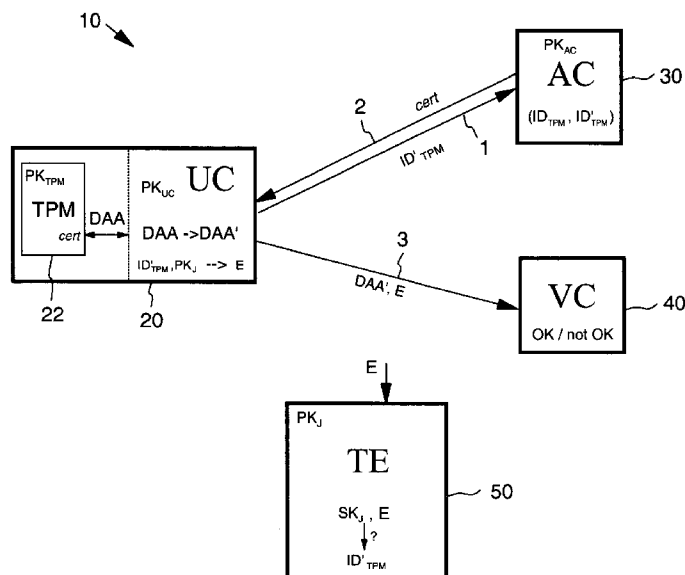 10
PK_AC
AC
(ID_TPM, ID'_TPM)
30
2
cert
1
ID'_TPM
PK_TPM
TPM
cert
DAA
PK_UC
UC
DAA ->DAA'
ID'_TPM, PK_J --> E
22
20
3
DAA', E
VC
OK / not OK
40
E
PK_J
TE
SK_J , E
?
ID'_TPM
50